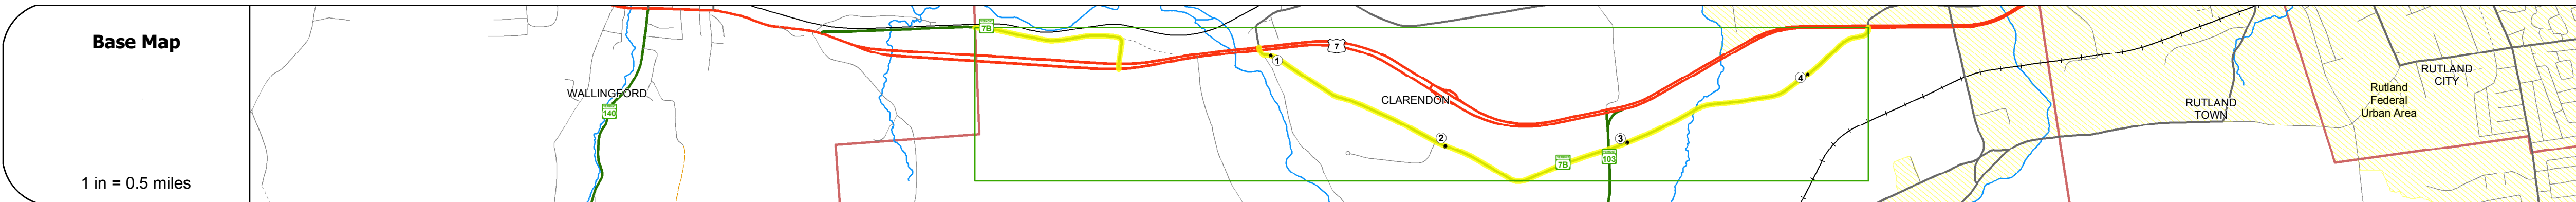 Base Map
1 in = 0.5 miles
WALLINGFORD
140
7B
7
1
2
CLARENDON
7B
103
3
4
RUTLAND
TOWN
Rutland
Federal
Urban Area
RUTLAND
CITY